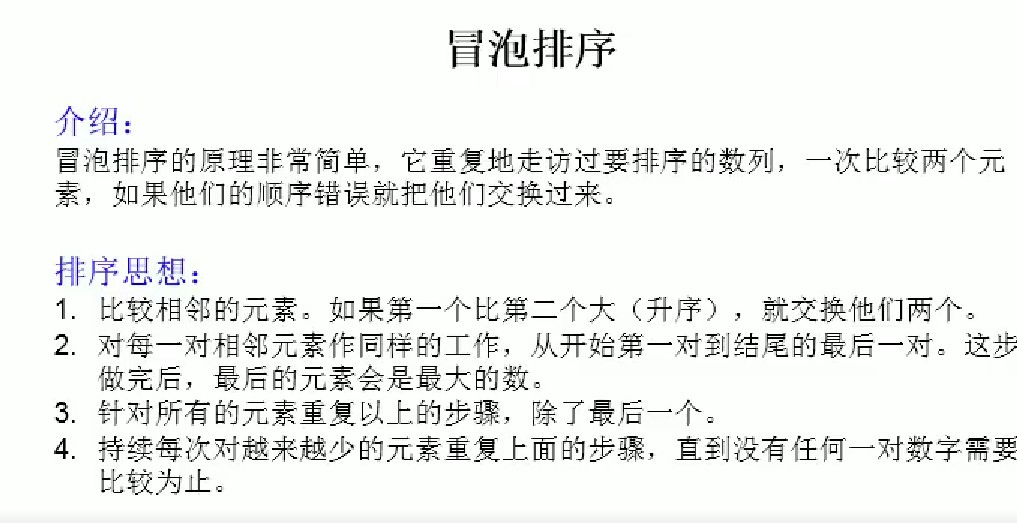 冒泡排序
介绍：
冒泡排序的原理非常简单，它重复地走访过要排序的数列，一次比较两个元
素，如果他们的顺序错误就把他们交换过来。
排序思想：
1. 比较相邻的元素。如果第一个比第二个大（升序），就交换他们两个。
2. 对每一对相邻元素作同样的工作，从开始第一对到结尾的最后一对。这步
做完后，最后的元素会是最大的数。
3. 针对所有的元素重复以上的步骤，除了最后一个。
4. 持续每次对越来越少的元素重复上面的步骤，直到没有任何一对数字需要
比较为止。